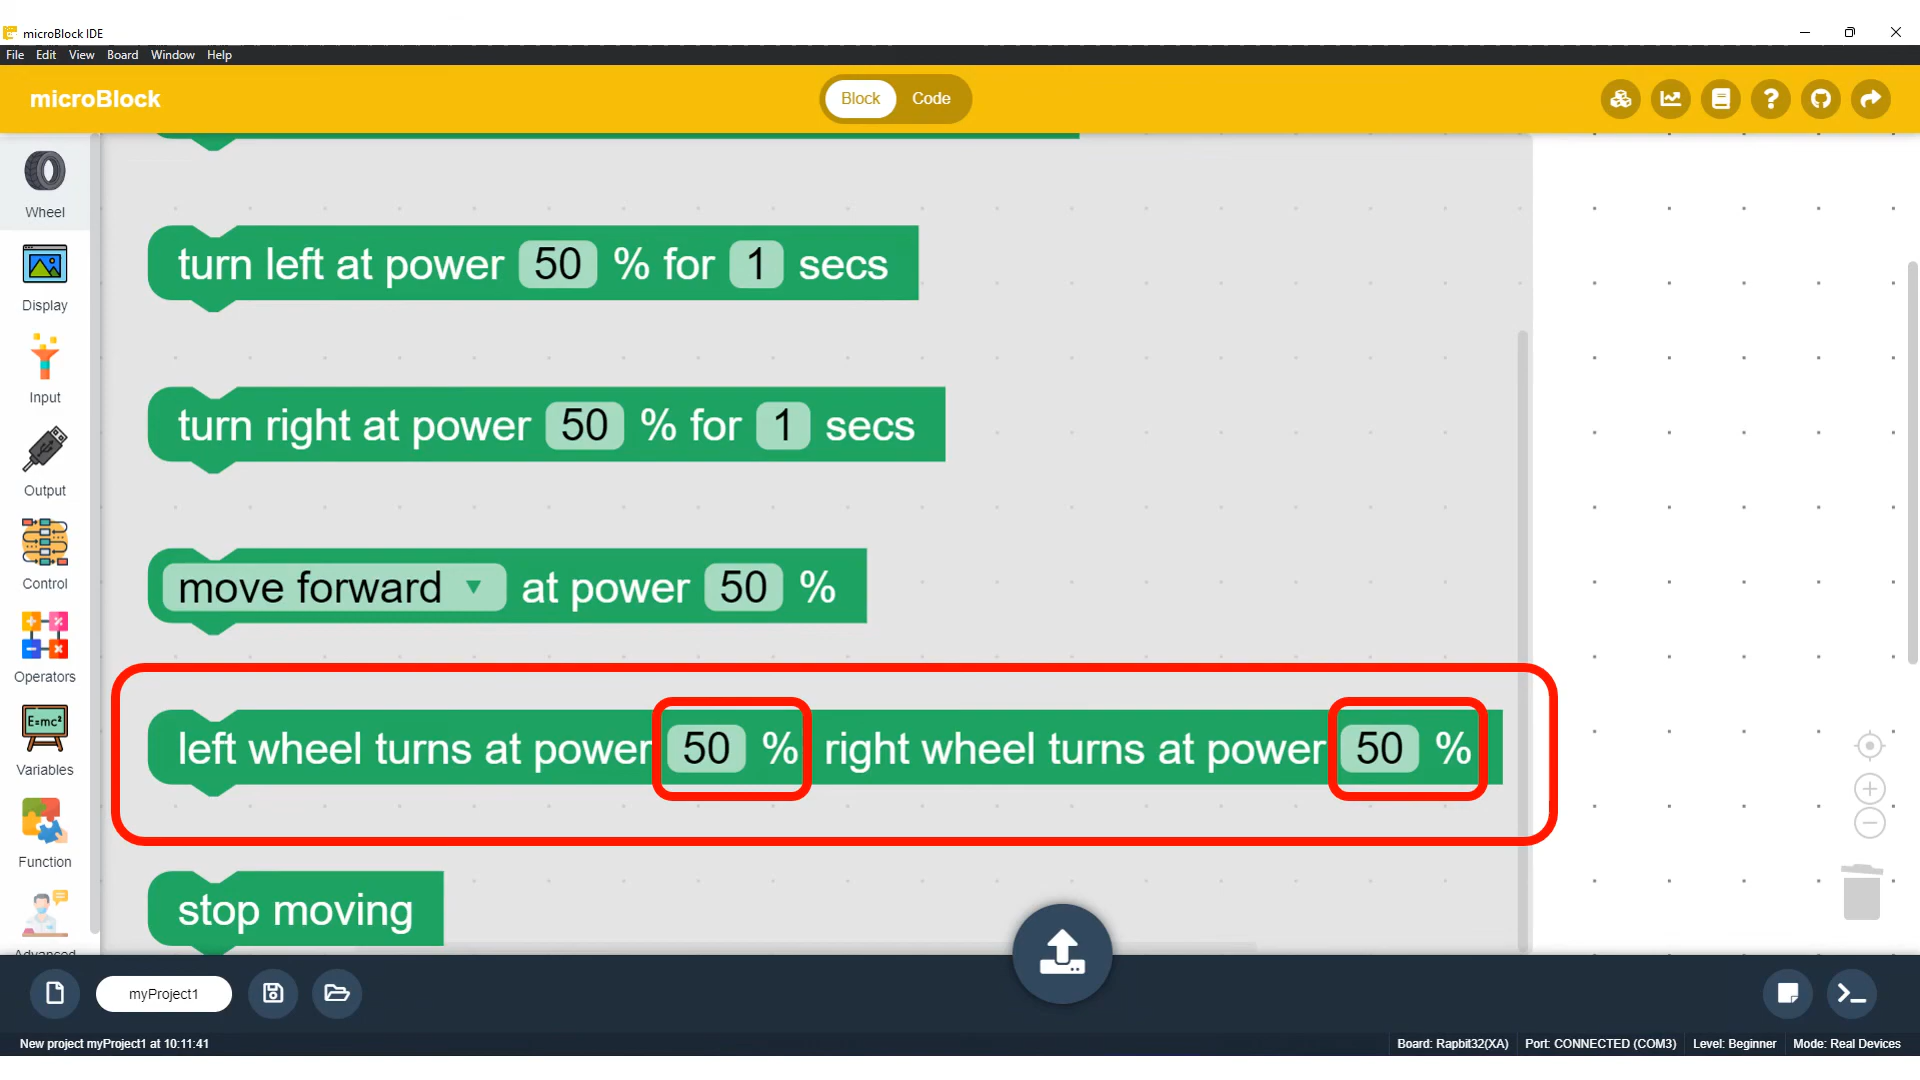 microBlock IDE
File Edit View Board Window Help
microBlock
Block Code
Wheel
Display
Input
Output
Control
Operators
E=mc²
Variables
Function
Advanced
turn left at power 50 % for 1 secs
turn right at power 50 % for 1 secs
move forward at power 50 %
left wheel turns at power 50 % right wheel turns at power 50 %
stop moving
myProject1
New project myProject1 at 10:11:41
Board: Rapbit32(XA) Port: CONNECTED (COM3) Level: Beginner Mode: Real Devices